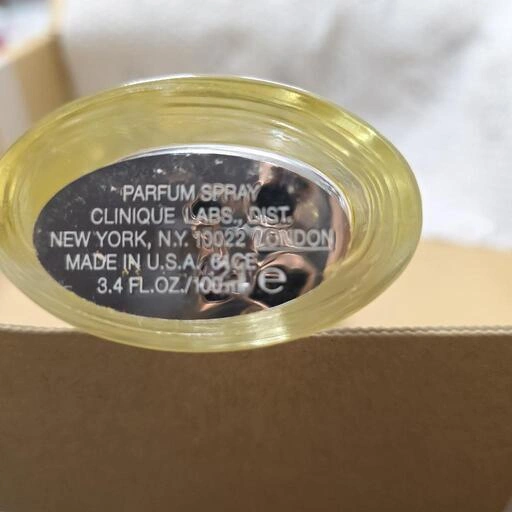 PARFUM SPRAY
CLINIQUE LABS., DIST.
NEW YORK, N.Y. 10022 LONDON
MADE IN U.S.A.
3.4 FL.OZ./100 e